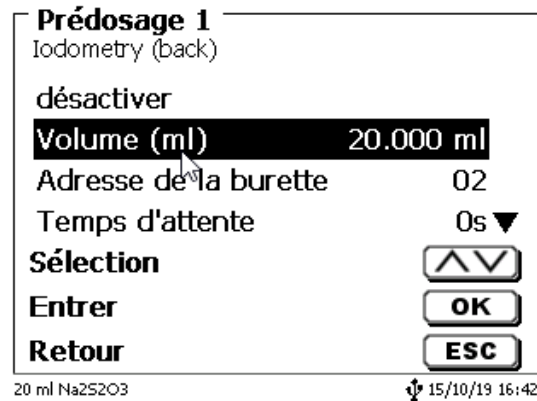 Prédosage 1
Iodometry (back)
désactiver
Volume (ml) 20.000 ml
Adresse de la burette 02
Temps d'attente 0s
Sélection
Entrer OK
Retour ESC
20 ml Na2S2O3 15/10/19 16:42